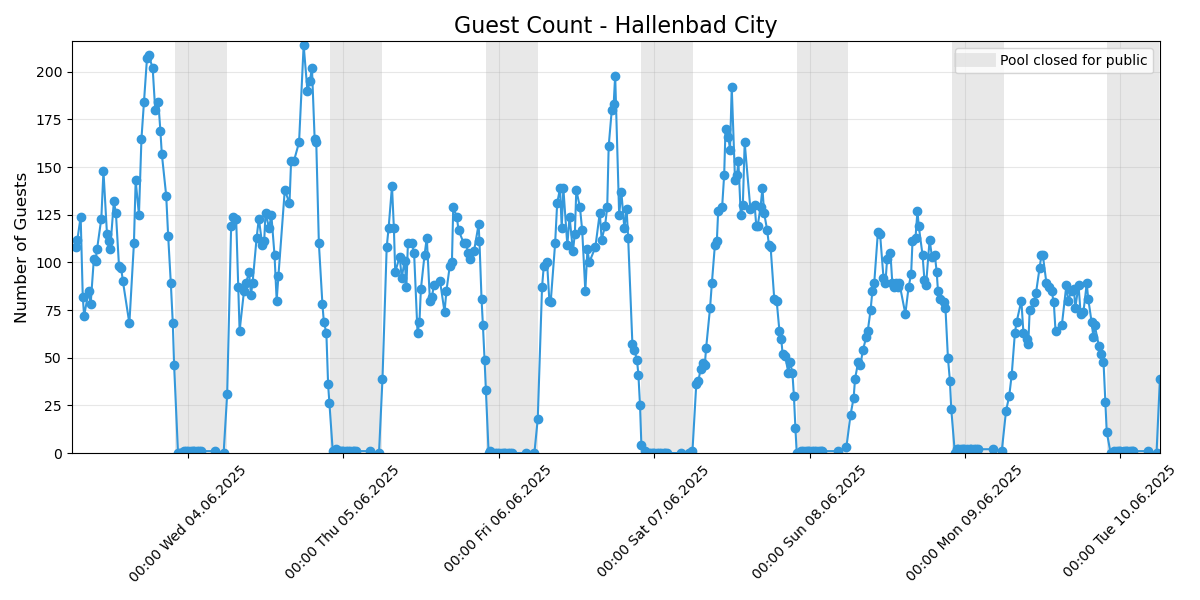 Guest Count - Hallenbad City
Pool closed for public
Number of Guests
200
175
150
125
100
75
50
25
0
00:00 Wed 04.06.2025
00:00 Thu 05.06.2025
00:00 Fri 06.06.2025
00:00 Sat 07.06.2025
00:00 Sun 08.06.2025
00:00 Mon 09.06.2025
00:00 Tue 10.06.2025